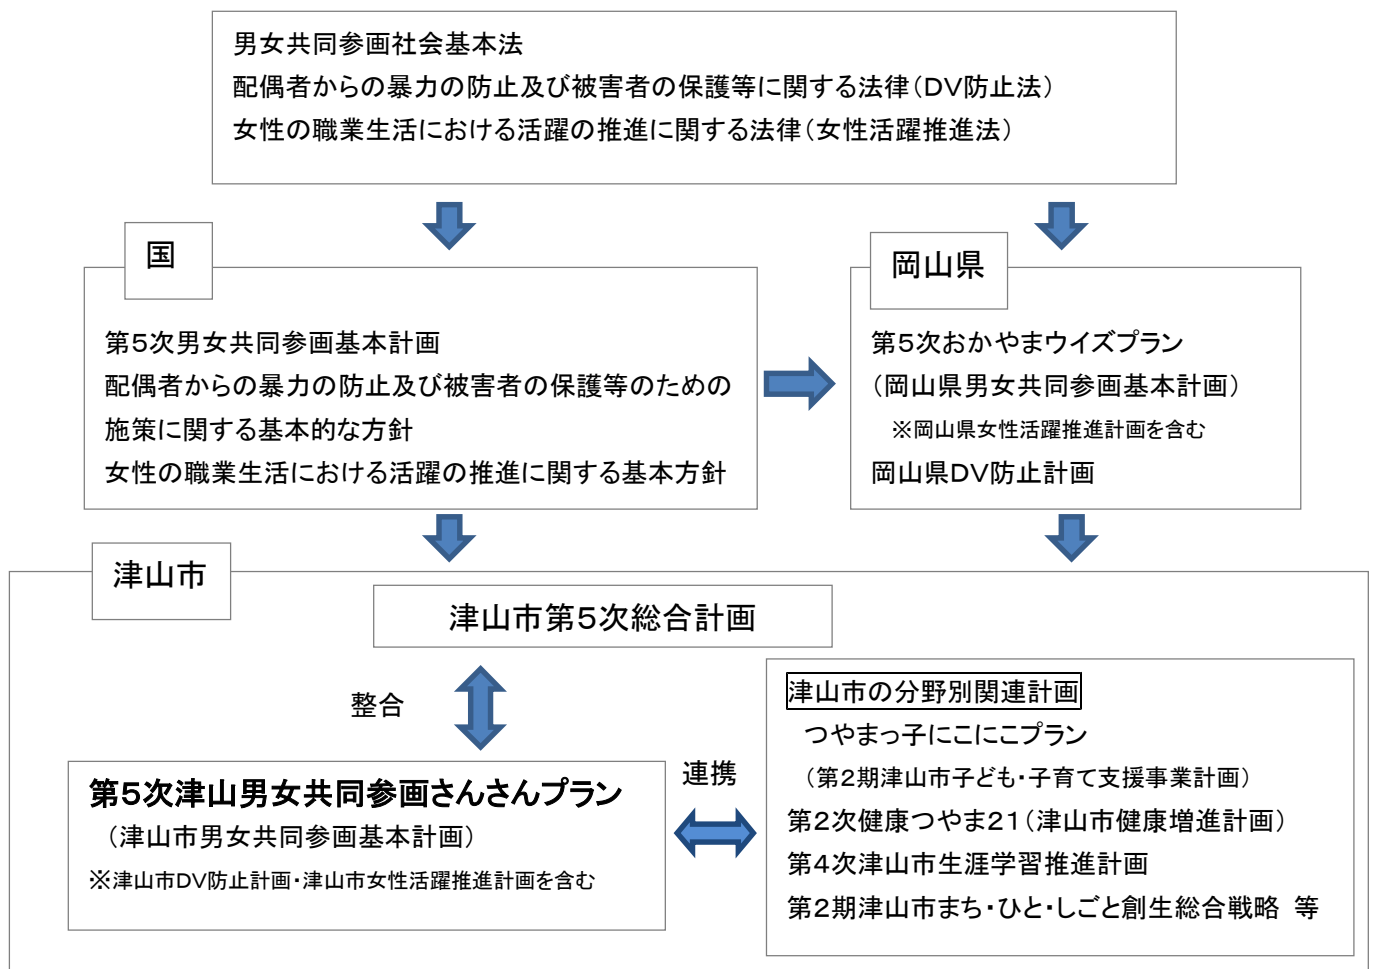 男女共同参画社会基本法
配偶者からの暴力の防止及び被害者の保護等に関する法律(DV防止法)
女性の職業生活における活躍の推進に関する法律(女性活躍推進法)
国
第5次男女共同参画基本計画
配偶者からの暴力の防止及び被害者の保護等のための
施策に関する基本的な方針
女性の職業生活における活躍の推進に関する基本方針
岡山県
第5次おかやまウイズプラン
(岡山県男女共同参画基本計画)
※岡山県女性活躍推進計画を含む
岡山県DV防止計画
津山市
津山市第5次総合計画
整合
第5次津山男女共同参画さんさんプラン
(津山市男女共同参画基本計画)
※津山市DV防止計画・津山市女性活躍推進計画を含む
連携
津山市の分野別関連計画
つやまっ子にこにこプラン
(第2期津山市子ども・子育て支援事業計画)
第2次健康つやま21(津山市健康増進計画)
第4次津山市生涯学習推進計画
第2期津山市まち・ひと・しごと創生総合戦略 等